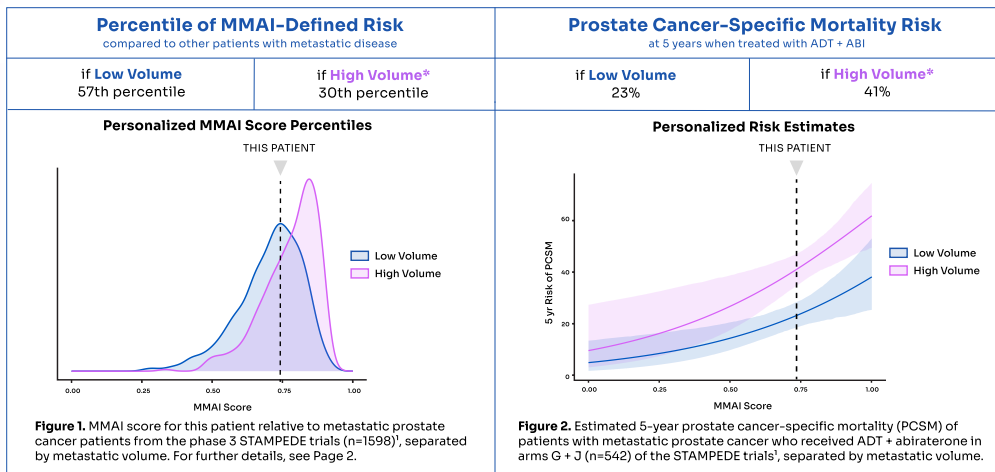 Percentile of MMAI-Defined Risk
compared to other patients with metastatic disease
if Low Volume
57th percentile
if High Volume*
30th percentile
Personalized MMAI Score Percentiles
THIS PATIENT
Low Volume
High Volume
0.00 0.25 0.50 0.75 1.00
MMAI Score
Figure 1. MMAI score for this patient relative to metastatic prostate
cancer patients from the phase 3 STAMPEDE trials (n=1598)¹, separated
by metastatic volume. For further details, see Page 2.
Prostate Cancer-Specific Mortality Risk
at 5 years when treated with ADT + ABI
if Low Volume
23%
if High Volume*
41%
Personalized Risk Estimates
THIS PATIENT
5 yr Risk of PCSM
60
40
20
0
Low Volume
High Volume
0.00 0.25 0.50 0.75 1.00
MMAI Score
Figure 2. Estimated 5-year prostate cancer-specific mortality (PCSM) of
patients with metastatic prostate cancer who received ADT + abiraterone in
arms G + J (n=542) of the STAMPEDE trials¹, separated by metastatic volume.